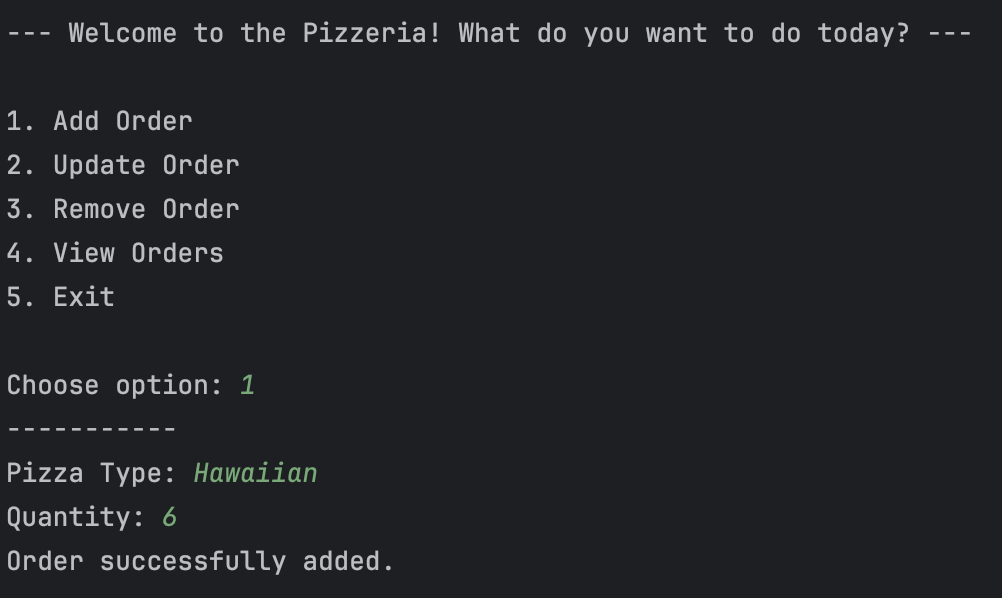 --- Welcome to the Pizzeria! What do you want to do today? ---
1. Add Order
2. Update Order
3. Remove Order
4. View Orders
5. Exit
Choose option: 1
-----------
Pizza Type: Hawaiian
Quantity: 6
Order successfully added.